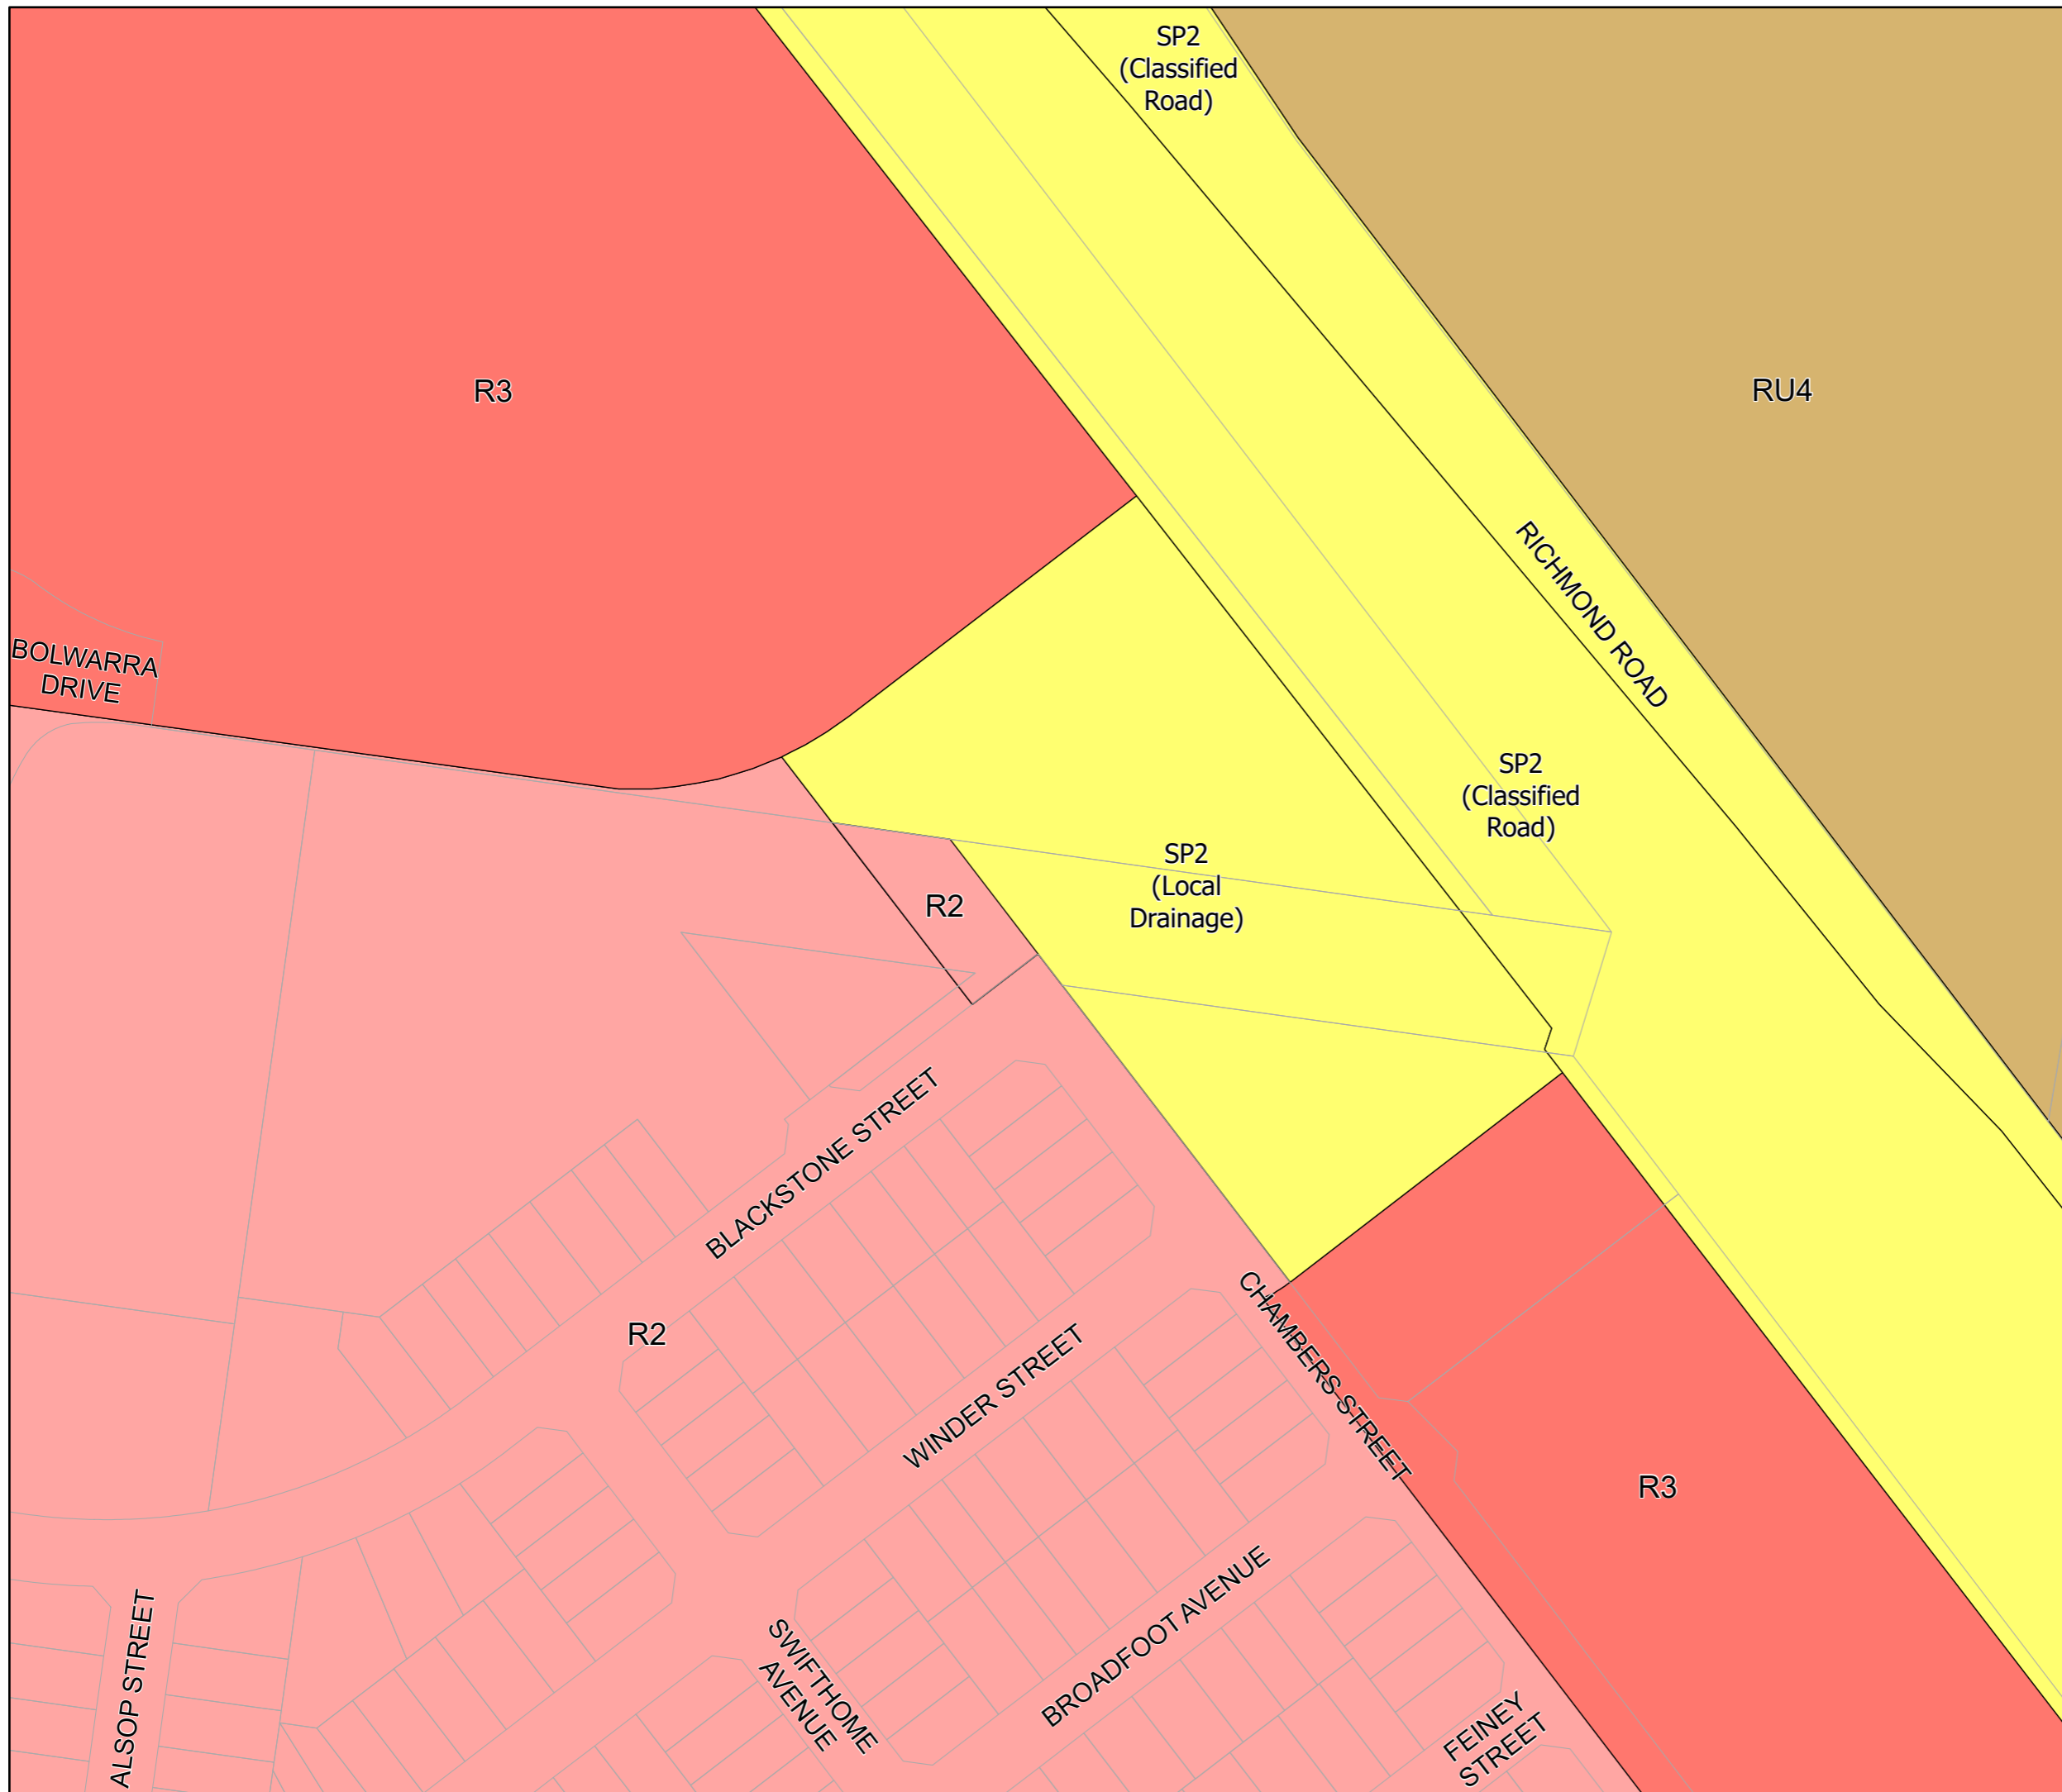 SP2
(Classified
Road)
R3
RU4
RICHMOND ROAD
BOLWARRA
DRIVE
SP2
(Classified
Road)
SP2
(Local
Drainage)
R2
BLACKSTONE STREET
R2
WINDER STREET
CHAMBERS STREET
R3
BROADFOOT AVENUE
SWIFTHOME
AVENUE
ALSOP STREET
FEINEY
STREET